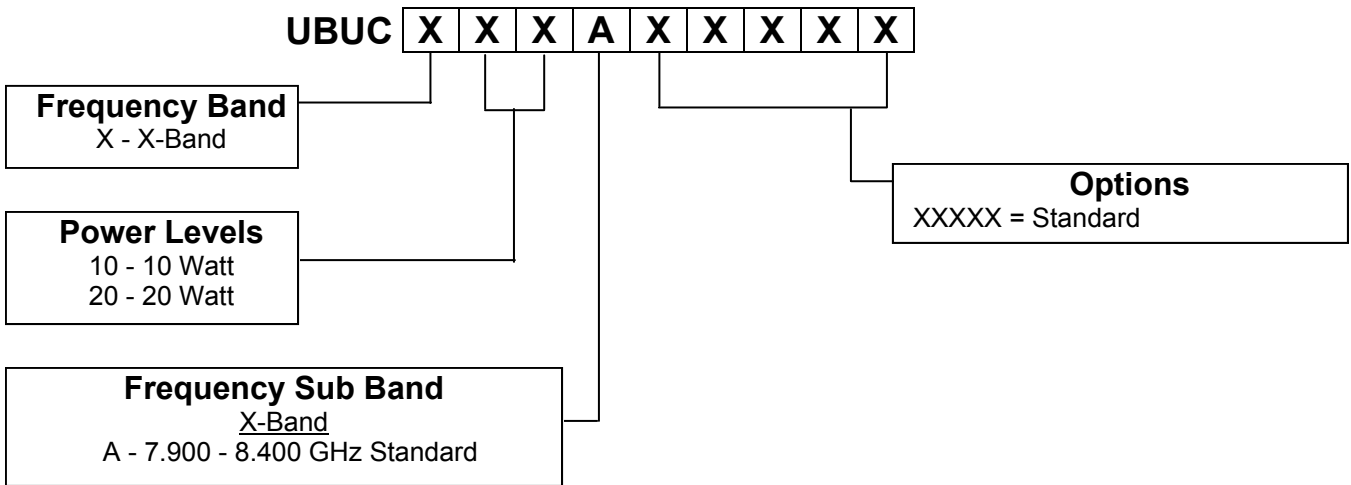 UBUC X X X A X X X X X
Frequency Band
X - X-Band
Options
XXXXX = Standard
Power Levels
10 - 10 Watt
20 - 20 Watt
Frequency Sub Band
X-Band
A - 7.900 - 8.400 GHz Standard